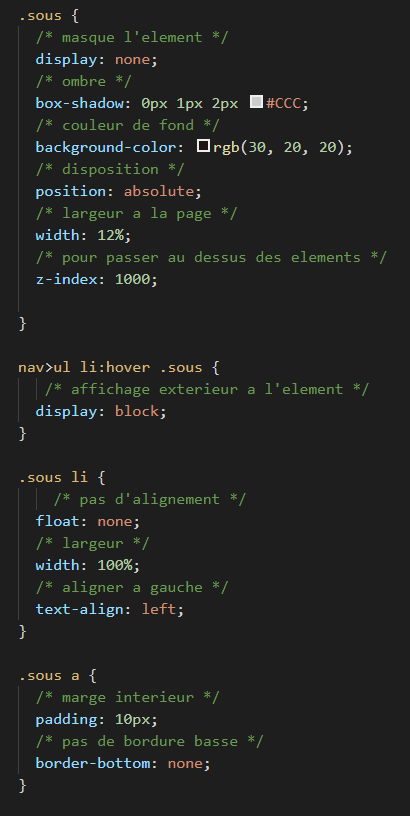 .sous {
/* masque l'element */
display: none;
/* ombre */
box-shadow: 0px 1px 2px #CCC;
/* couleur de fond */
background-color: rgb(30, 20, 20);
/* disposition */
position: absolute;
/* largeur a la page */
width: 12%;
/* pour passer au dessus des elements */
z-index: 1000;
}
nav>ul li:hover .sous {
/* affichage exterieur a l'element */
display: block;
}
.sous li {
/* pas d'alignement */
float: none;
/* largeur */
width: 100%;
/* aligner a gauche */
text-align: left;
}
.sous a {
/* marge interieur */
padding: 10px;
/* pas de bordure basse */
border-bottom: none;
}